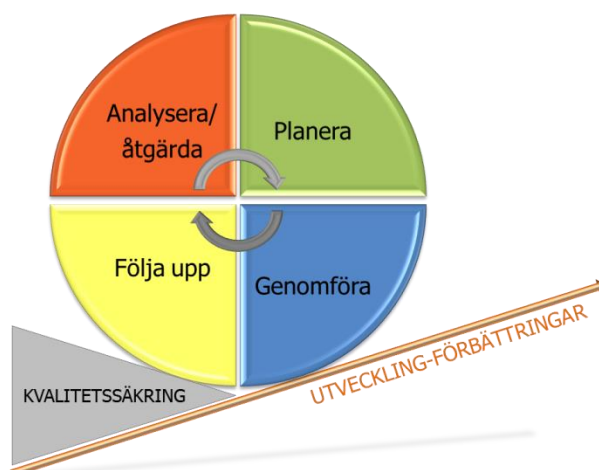 Analysera/
åtgärda
Planera
Följa upp
Genomföra
KVALITETSSÄKRING
UTVECKLING-FÖRBÄTTRINGAR